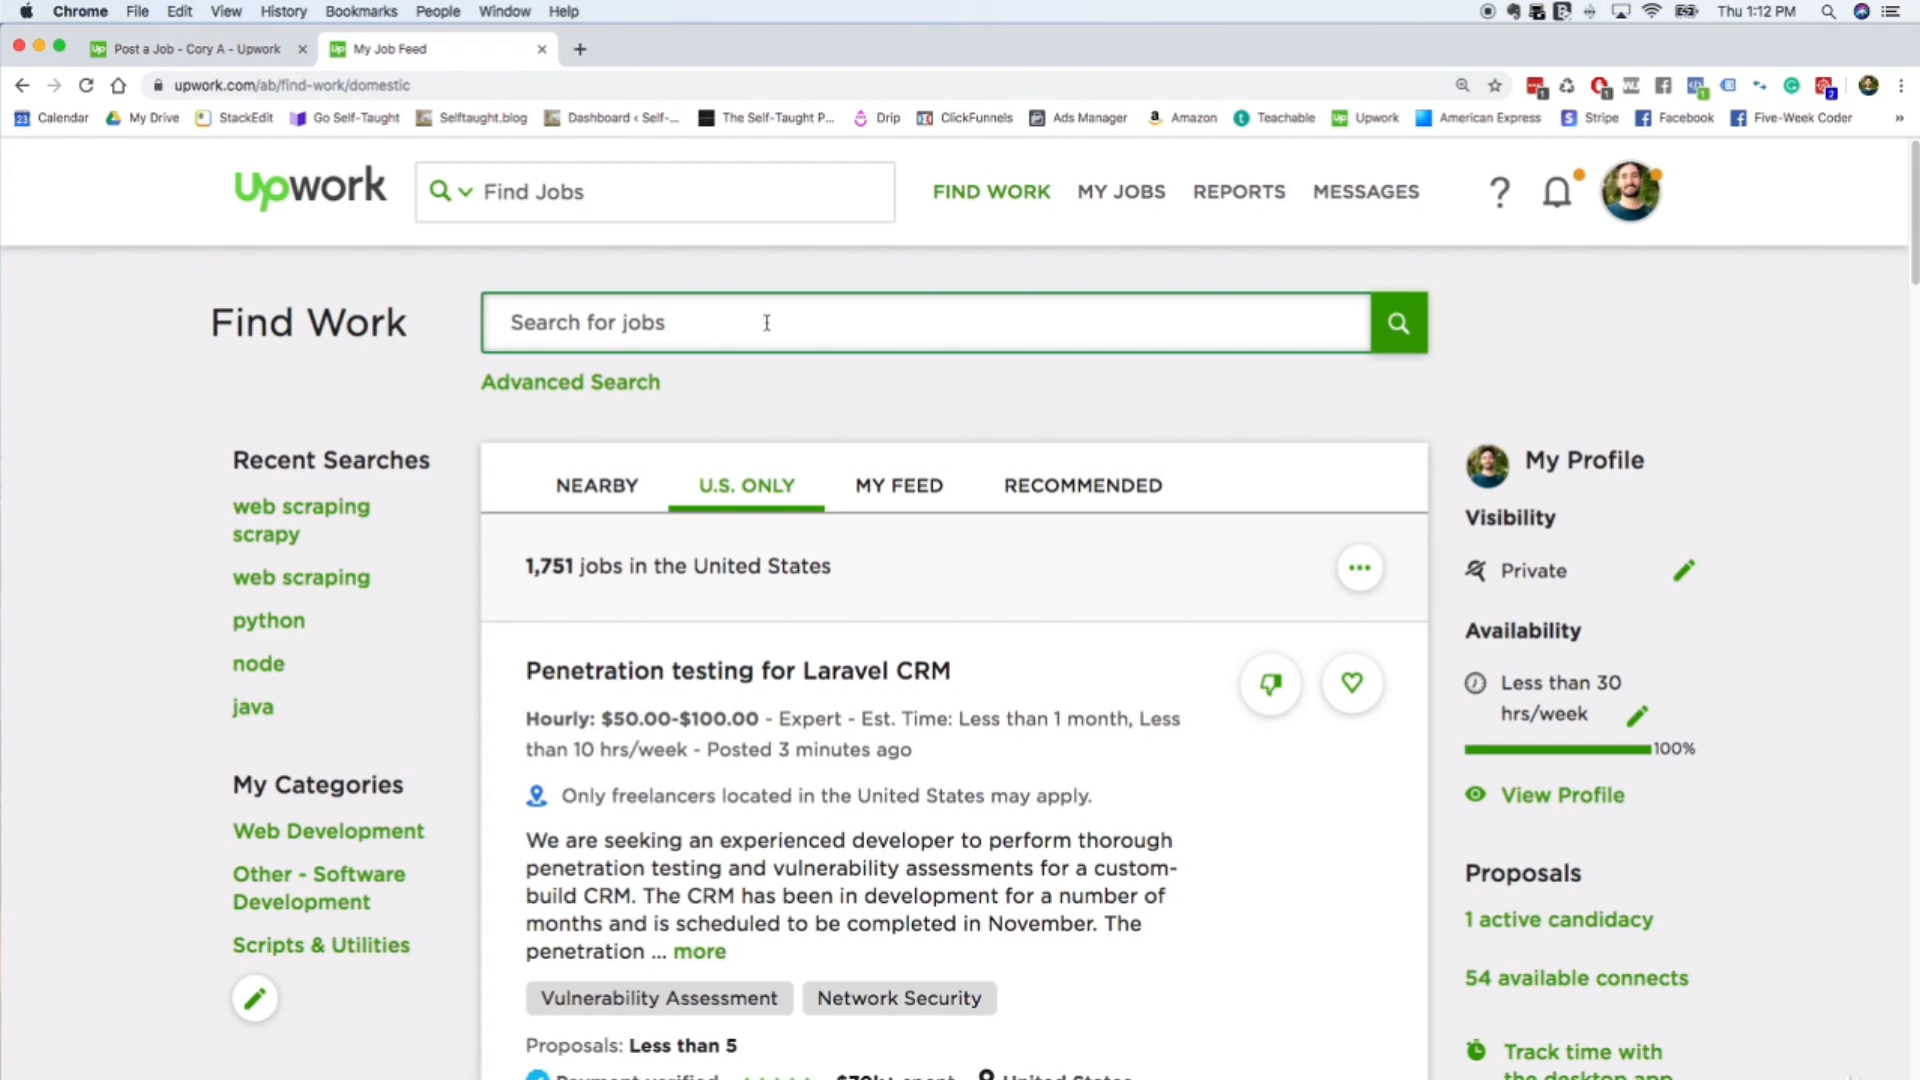 Chrome File Edit View History Bookmarks People Window Help Thu 1:12 PM
Post a Job - Cory A - Upwork My Job Feed
upwork.com/ab/find-work/domestic
Calendar My Drive StackEdit Go Self-Taught Selftaught.blog Dashboard ‹ Self-... The Self-Taught P... Drip ClickFunnels Ads Manager Amazon Teachable Upwork American Express Stripe Facebook Five-Week Coder »
upwork Find Jobs FIND WORK MY JOBS REPORTS MESSAGES
Find Work Search for jobs
Advanced Search
Recent Searches
web scraping
scrapy
web scraping
python
node
java
My Categories
Web Development
Other - Software
Development
Scripts & Utilities
NEARBY U.S. ONLY MY FEED RECOMMENDED
1,751 jobs in the United States
Penetration testing for Laravel CRM
Hourly: $50.00-$100.00 - Expert - Est. Time: Less than 1 month, Less
than 10 hrs/week - Posted 3 minutes ago
Only freelancers located in the United States may apply.
We are seeking an experienced developer to perform thorough
penetration testing and vulnerability assessments for a custom-
build CRM. The CRM has been in development for a number of
months and is scheduled to be completed in November. The
penetration ... more
Vulnerability Assessment Network Security
Proposals: Less than 5
Payment verified spent United States
My Profile
Visibility
Private
Availability
Less than 30
hrs/week
100%
View Profile
Proposals
1 active candidacy
54 available connects
Track time with
the desktop app